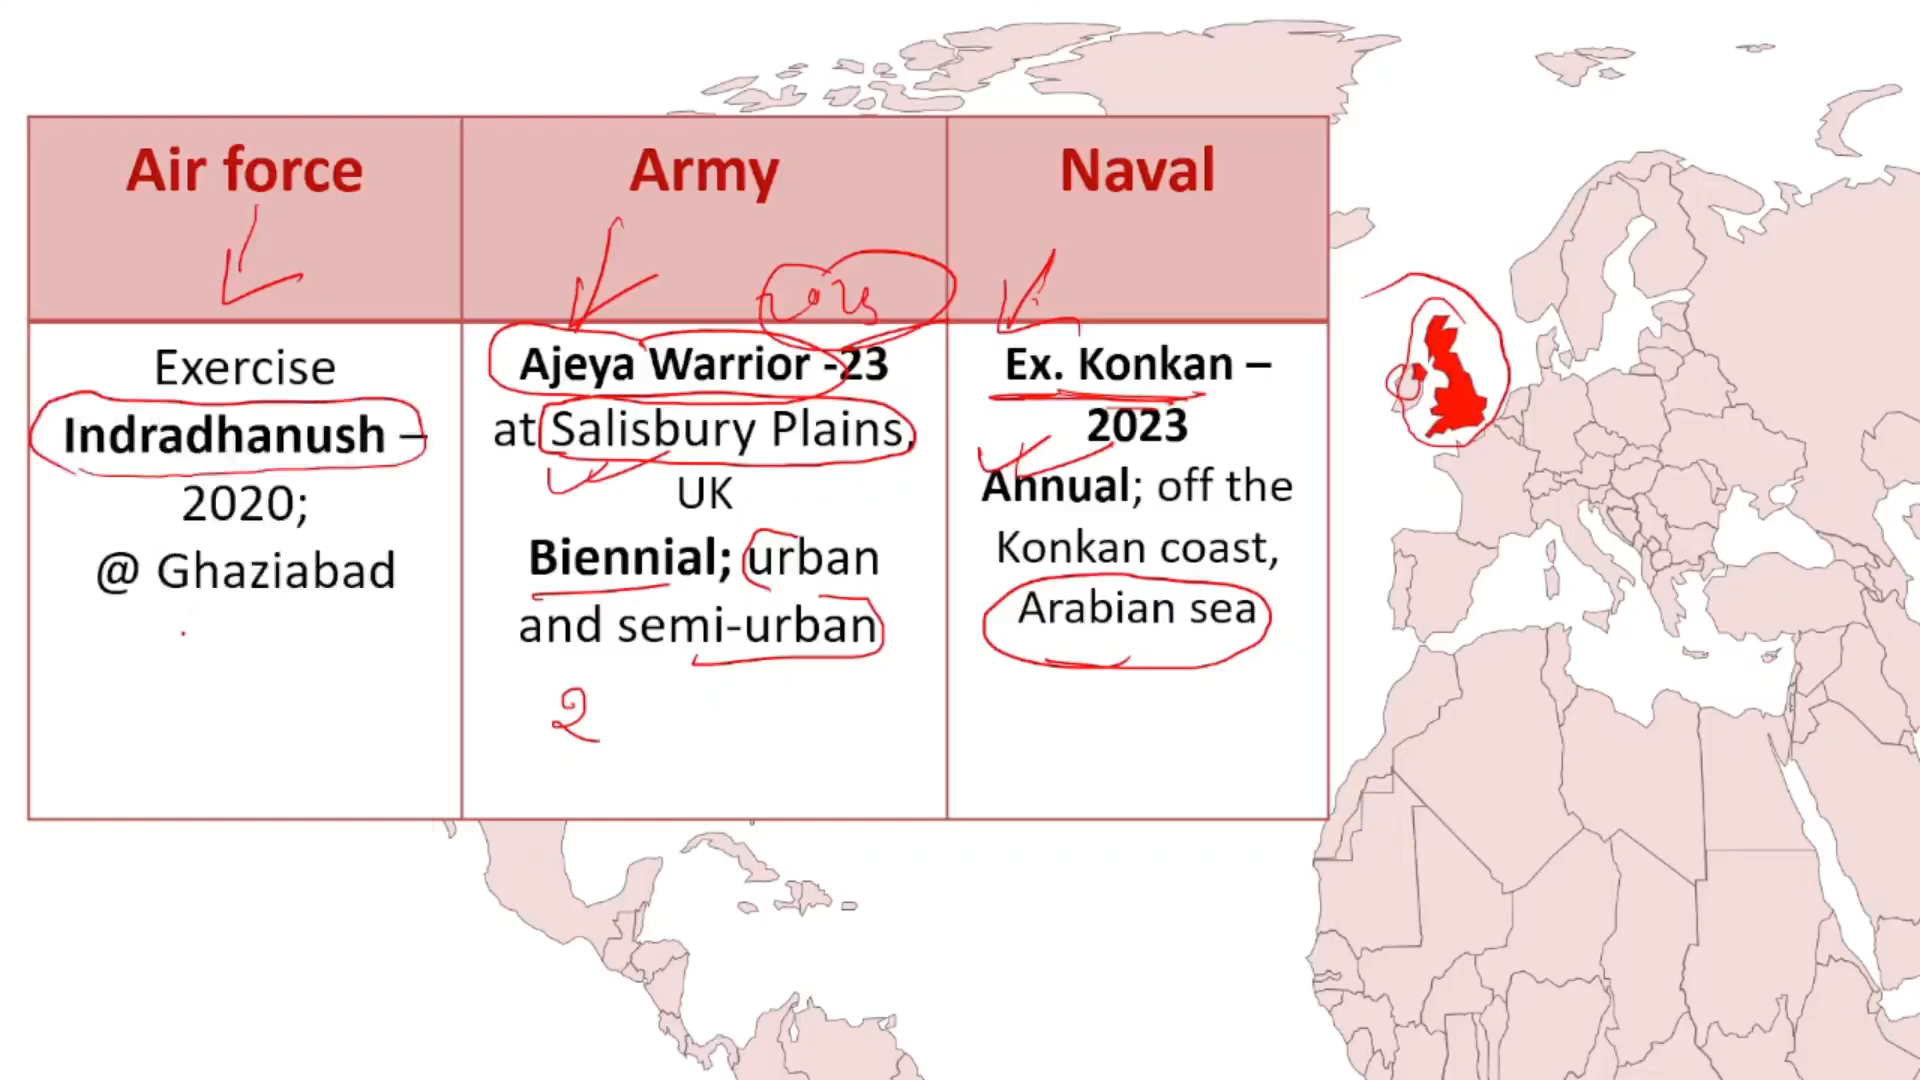 Air force
Army
Naval
Exercise
Indradhanush –
2020;
@ Ghaziabad
Ajeya Warrior -23
at Salisbury Plains,
UK
Biennial; urban
and semi-urban
2
Ex. Konkan –
2023
Annual; off the
Konkan coast,
Arabian sea